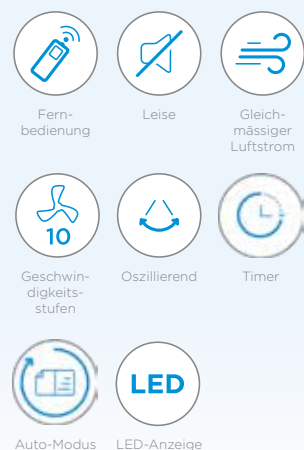 Fern-
bedienung
Leise
Gleich-
mässiger
Luftstrom
10
Geschwin-
digkeits-
stufen
Oszillierend
Timer
Auto-Modus
LED
LED-Anzeige